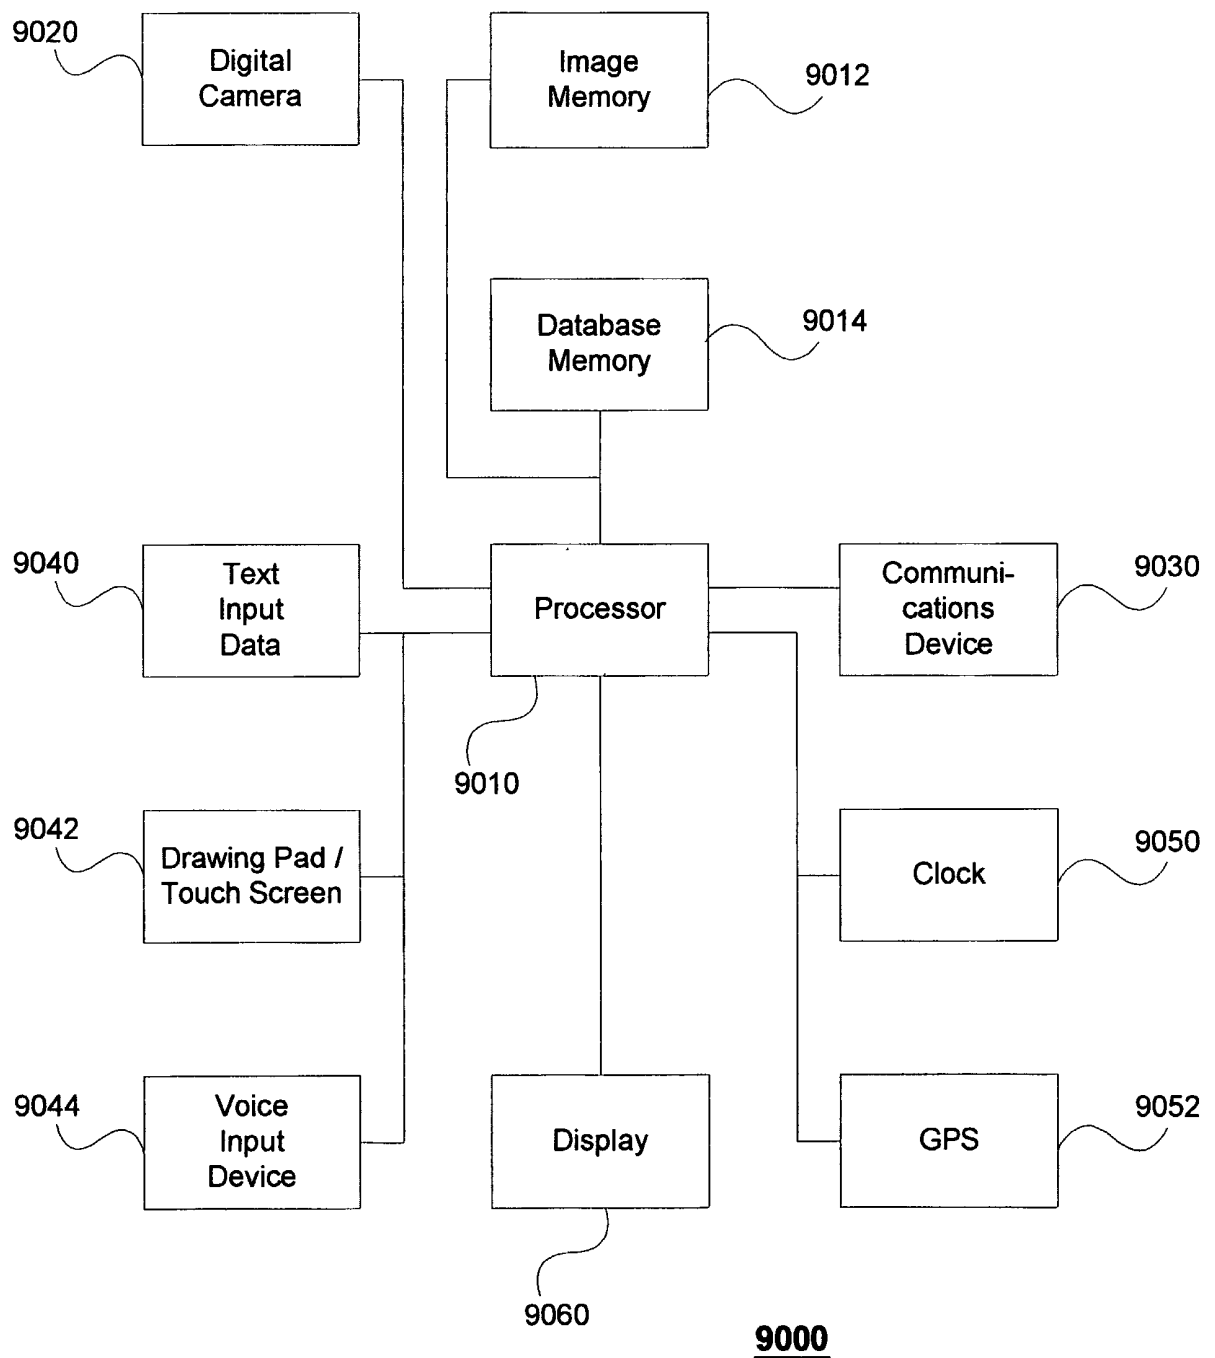 9020
Digital
Camera
Image
Memory
9012
Database
Memory
9014
9040
Text
Input
Data
Processor
9010
Communi-
cations
Device
9030
9042
Drawing Pad /
Touch Screen
Clock
9050
9044
Voice
Input
Device
Display
9060
GPS
9052
9000